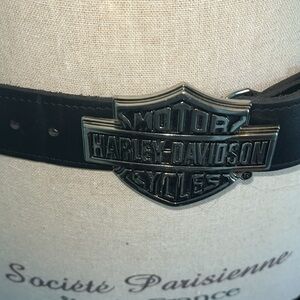 MOTOR
HARLEY-DAVIDSON
CYCLES ®
Société Parisienne